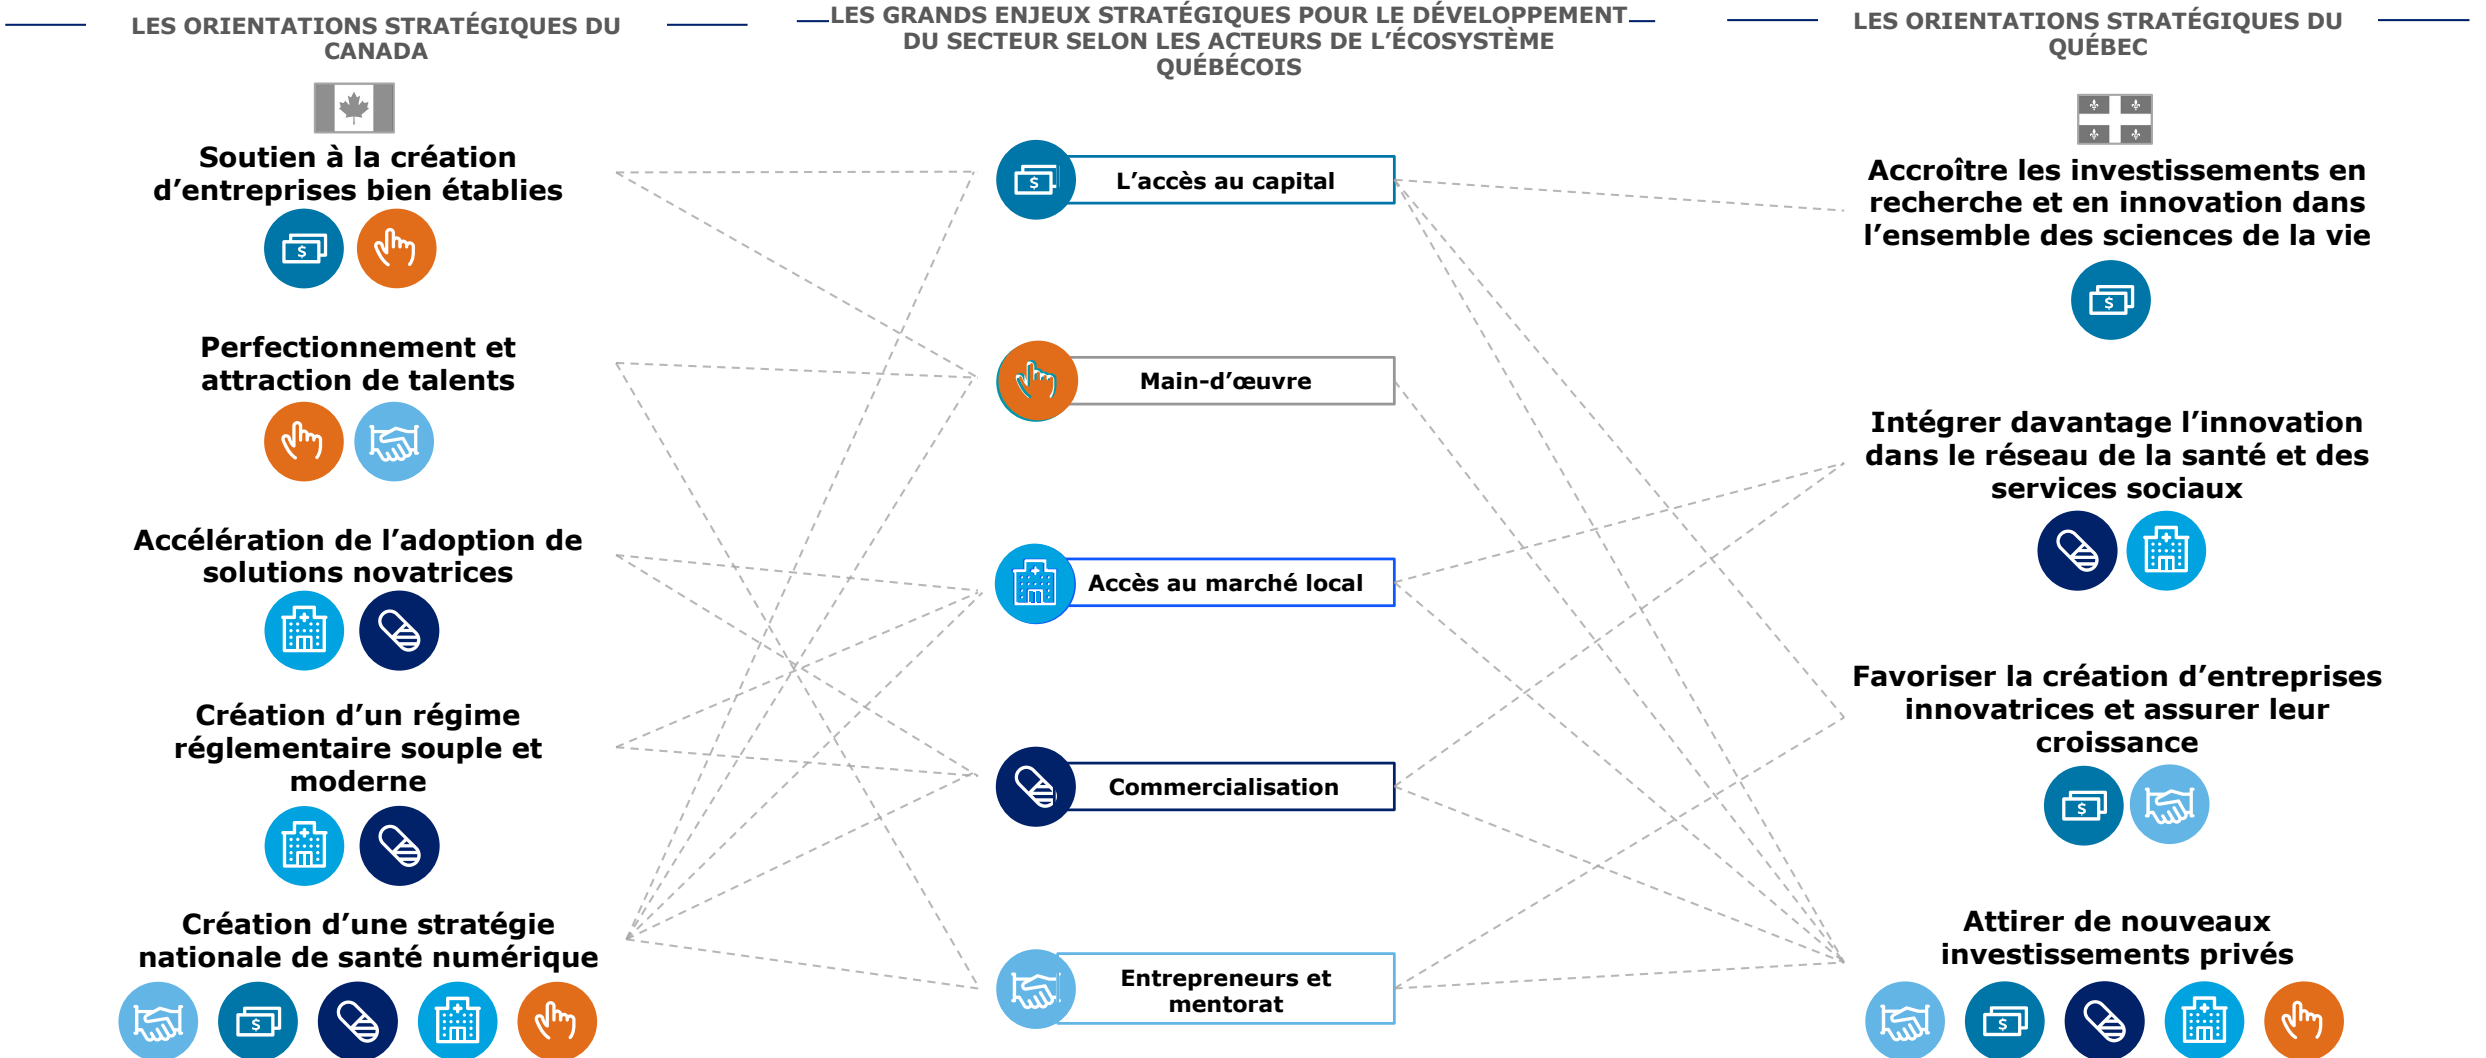 LES ORIENTATIONS STRATÉGIQUES DU
CANADA
Soutien à la création
d’entreprises bien établies
$
Perfectionnement et
attraction de talents
Accélération de l’adoption de
solutions novatrices
Création d’un régime
réglementaire souple et
moderne
Création d’une stratégie
nationale de santé numérique
$
LES GRANDS ENJEUX STRATÉGIQUES POUR LE DÉVELOPPEMENT
DU SECTEUR SELON LES ACTEURS DE L’ÉCOSYSTÈME
QUÉBÉCOIS
$
L’accès au capital
Main-d’œuvre
Accès au marché local
Commercialisation
Entrepreneurs et
mentorat
LES ORIENTATIONS STRATÉGIQUES DU
QUÉBEC
Accroître les investissements en
recherche et en innovation dans
l’ensemble des sciences de la vie
$
Intégrer davantage l’innovation
dans le réseau de la santé et des
services sociaux
Favoriser la création d’entreprises
innovatrices et assurer leur
croissance
$
Attirer de nouveaux
investissements privés
$